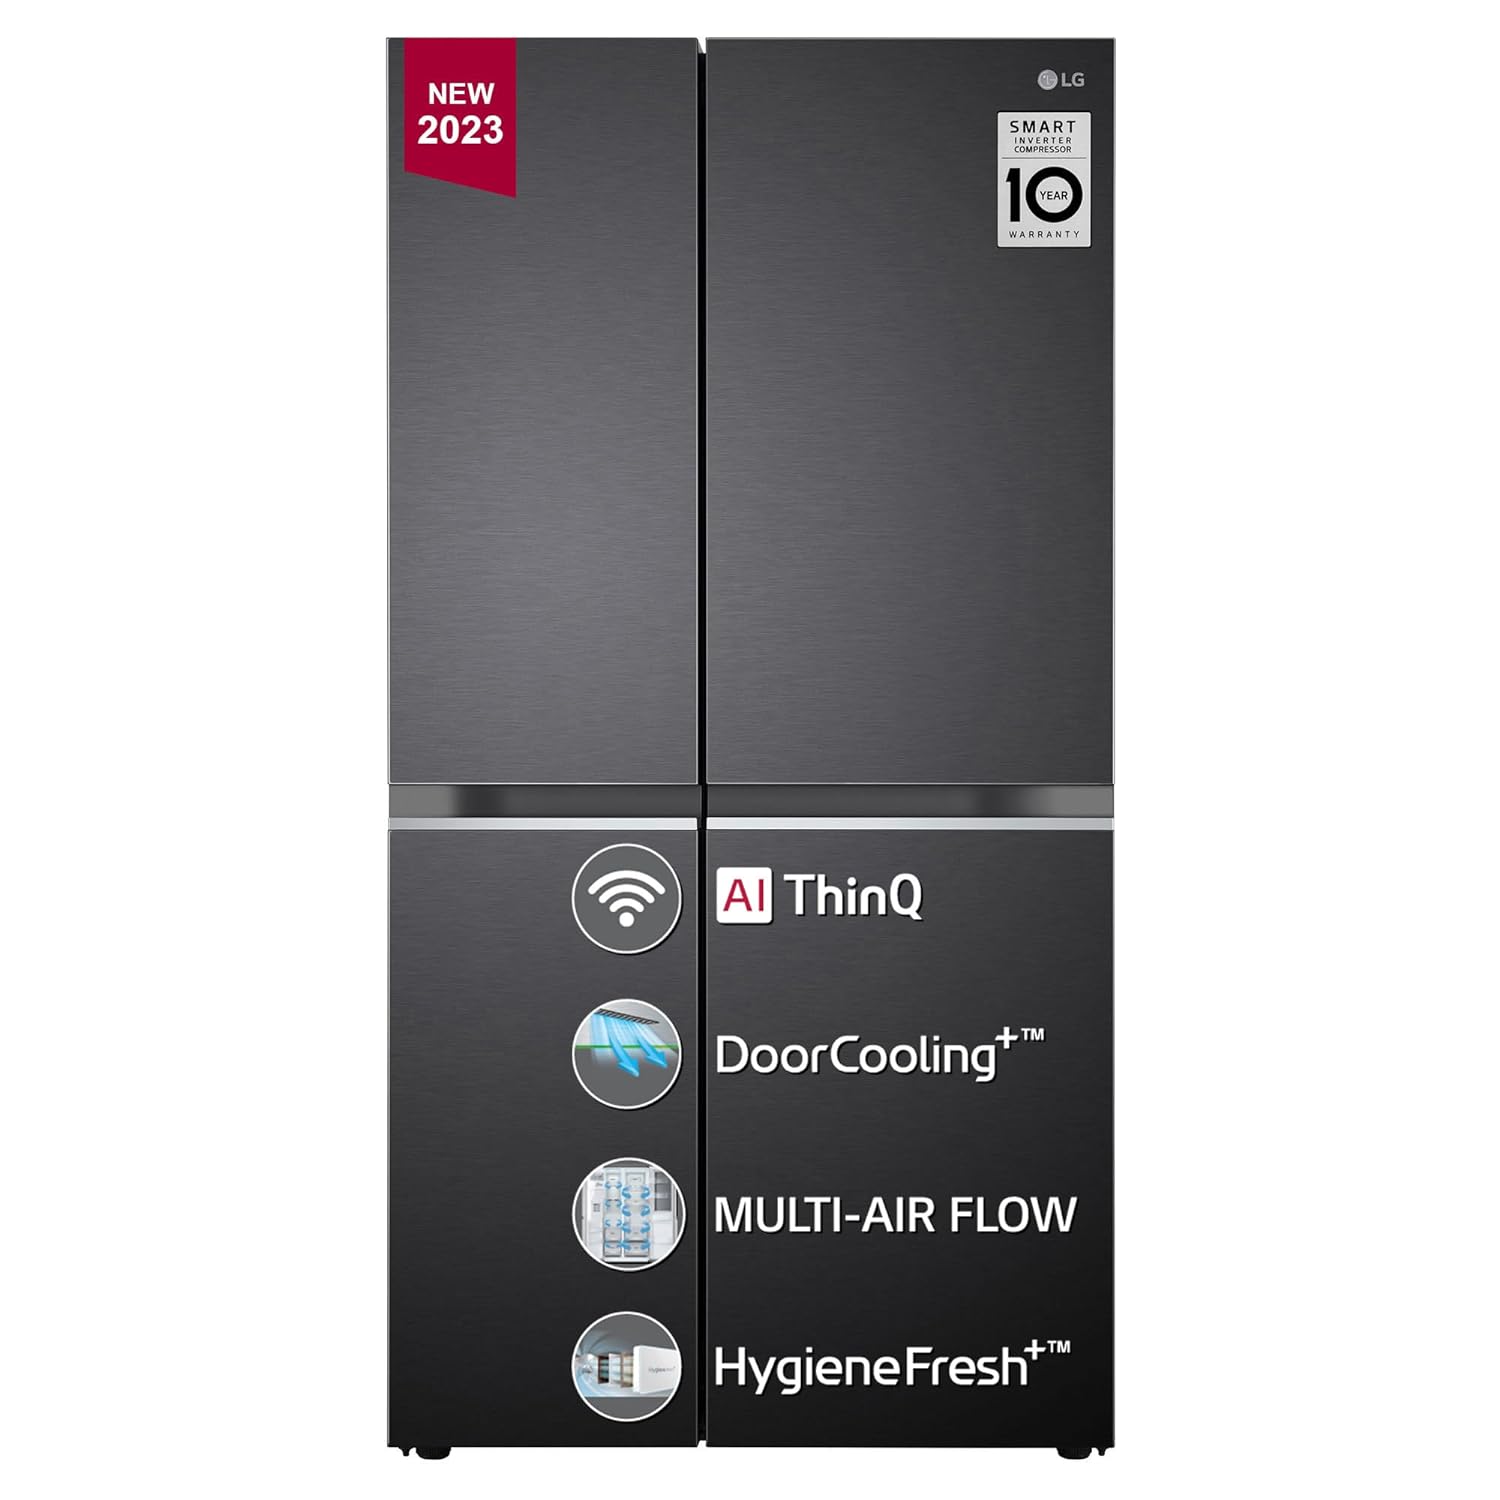 NEW
2023
LG
SMART
INVERTER
COMPRESSOR
10 YEAR
WARRANTY
AI ThinQ
DoorCooling+™
MULTI-AIR FLOW
HygieneFresh+™